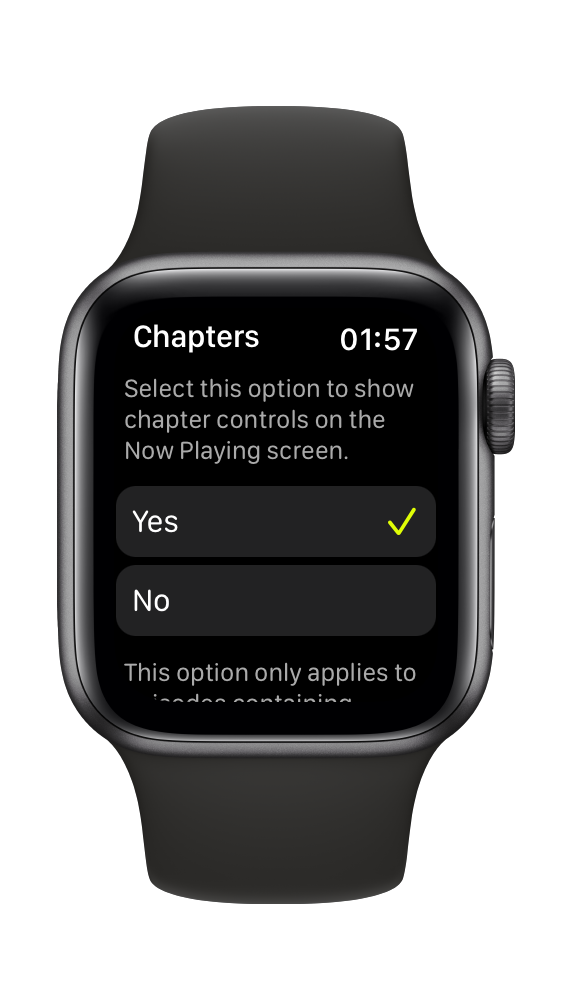 Chapters 01:57
Select this option to show
chapter controls on the
Now Playing screen.
Yes
No
This option only applies to
containing